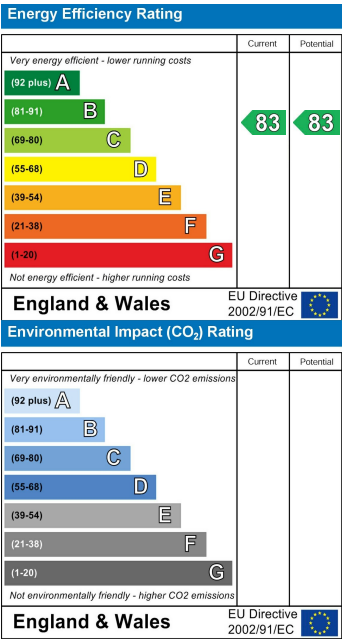 Energy Efficiency Rating
Current Potential
Very energy efficient - lower running costs
(92 plus) A
(81-91) B
83 83
(69-80) C
(55-68) D
(39-54) E
(21-38) F
(1-20) G
Not energy efficient - higher running costs
England & Wales
EU Directive
2002/91/EC
Environmental Impact (CO₂) Rating
Current Potential
Very environmentally friendly - lower CO2 emissions
(92 plus) A
(81-91) B
(69-80) C
(55-68) D
(39-54) E
(21-38) F
(1-20) G
Not environmentally friendly - higher CO2 emissions
England & Wales
EU Directive
2002/91/EC